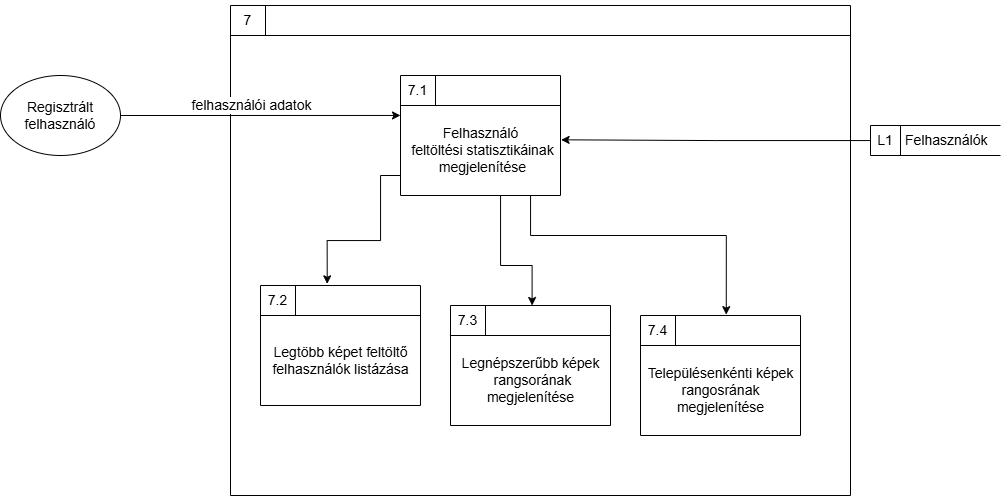 7
7.1
Regisztrált
felhasználó
felhasználói adatok
Felhasználó
feltöltési statisztikáinak
megjelenítése
L1
Felhasználók
7.2
Legtöbb képet feltöltő
felhasználók listázása
7.3
Legnépszerűbb képek
rangsorának
megjelenítése
7.4
Településenkénti képek
rangosrának
megjelenítése